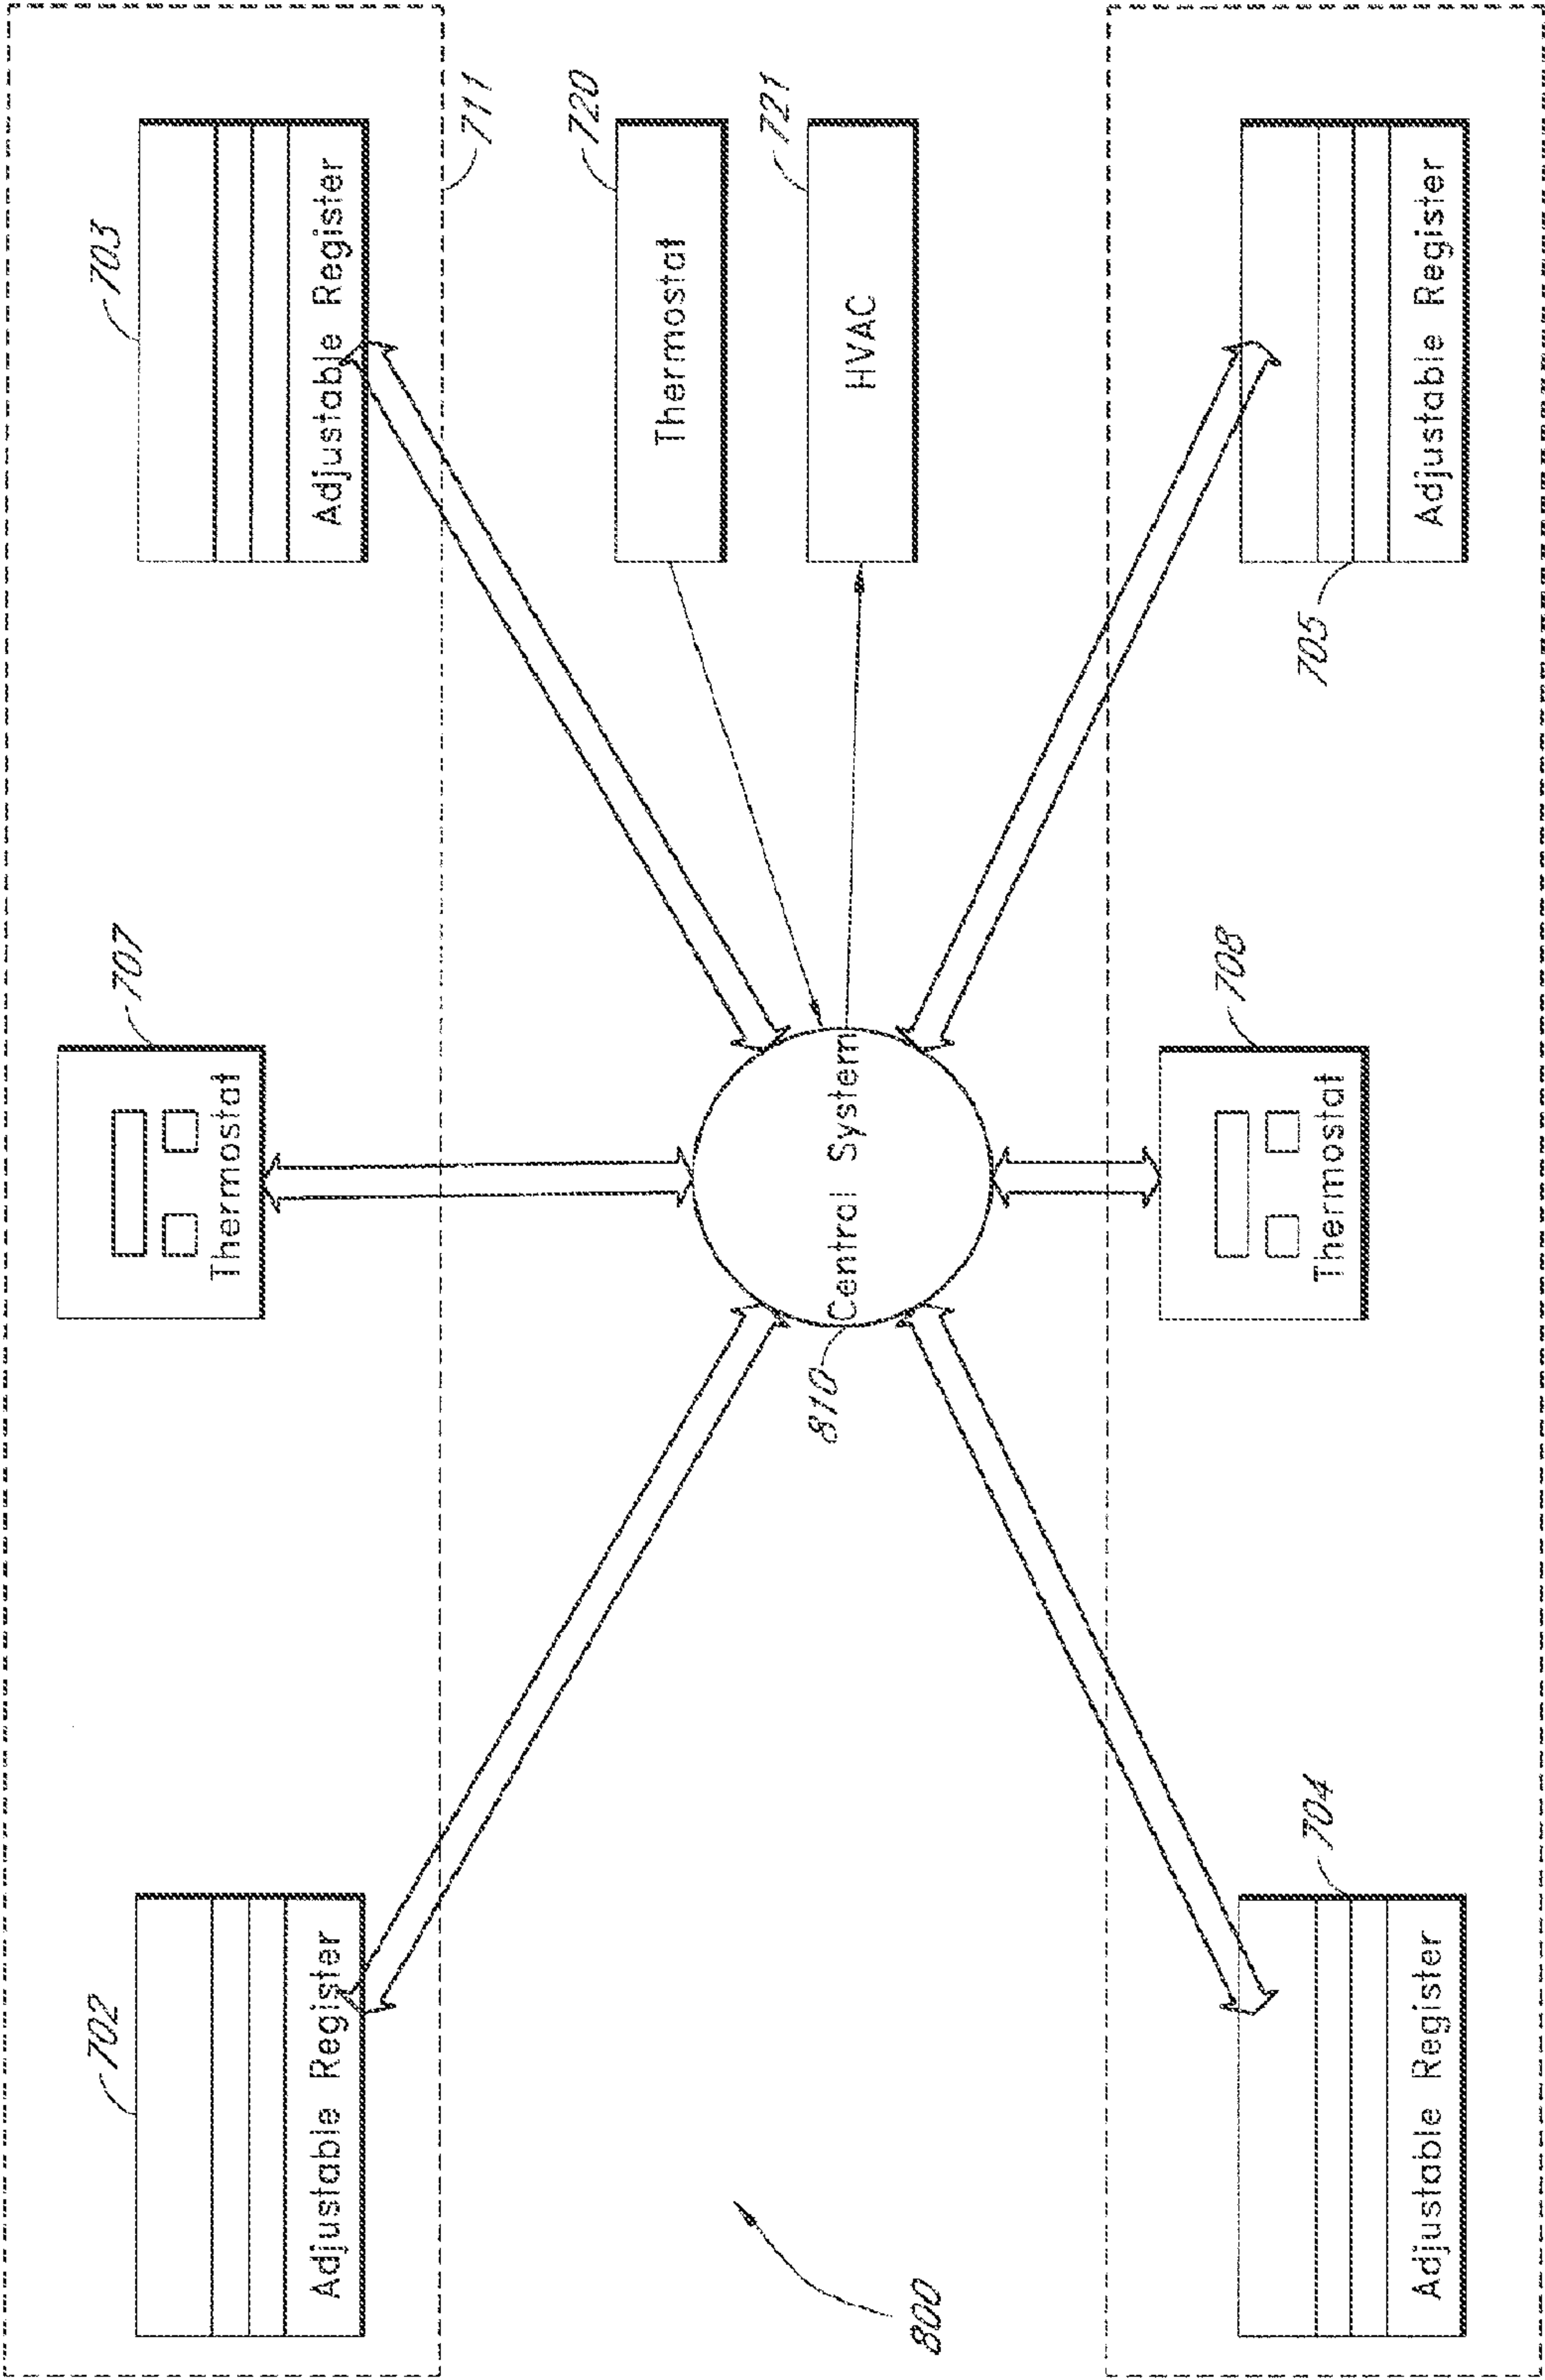 702
Adjustable Register
707
Thermostat
703
Adjustable Register
711
720
Thermostat
721
HVAC
810
Central System
800
704
Adjustable Register
708
Thermostat
705
Adjustable Register